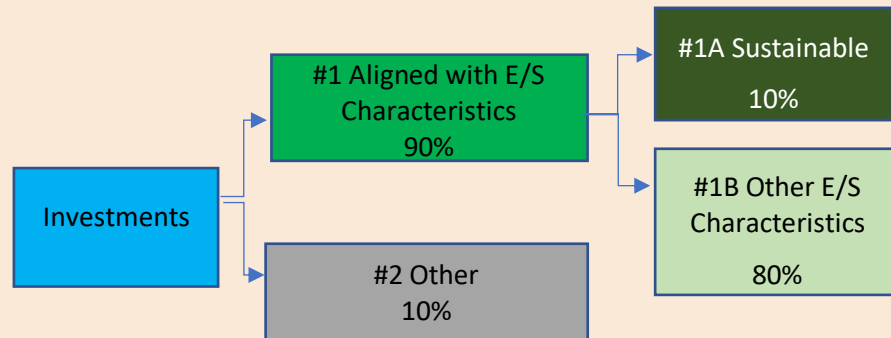 Investments
#1 Aligned with E/S
Characteristics
90%
#2 Other
10%
#1A Sustainable
10%
#1B Other E/S
Characteristics
80%